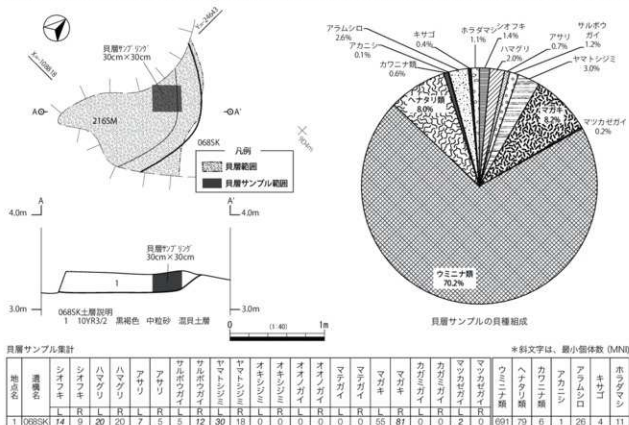 Y=-24643
X=-108818
貝層サンプリング
30cm×30cm
A
A'
216SM
068SK
凡例
貝層範囲
貝層サンプル範囲
4.0m
A
A'
4.0m
貝層サンプリング
30cm×30cm
1
3.0m
3.0m
068SK土層説明
1 10YR3/2 黒褐色 中粒砂 混貝土層
0 (1:40) 1m
アラムシロ
2.6%
キサゴ
0.4%
ホラダマシ
1.1%
シオフキ
1.4%
アサリ
0.7%
サルボウ
ガイ
1.2%
アカニシ
0.1%
ハマグリ
2.0%
ヤマトシジミ
3.0%
カワニナ類
0.6%
ヘナタリ類
8.0%
マガキ
8.2%
マツカゼガイ
0.2%
ウミニナ類
70.2%
貝層サンプルの貝種組成
貝層サンプル集計
*斜文字は、最小個体数 (MNI)
地点名 遺構名 シオフキ シオフキ ハマグリ ハマグリ アサリ アサリ サルボウガイ サルボウガイ ヤマトシジミ ヤマトシジミ オキシジミ オキシジミ オオノガイ オオノガイ マテガイ マテガイ マガキ マガキ カガミガイ カガミガイ マツカゼガイ マツカゼガイ ウミニナ類 ヘナタリ類 カワニナ類 アカニシ アラムシロ キサゴ ホラダマシ
L R L R L R L R L R L R L R L R L R L R L R
1 068SK 14 9 20 20 7 5 5 12 30 18 0 0 0 0 0 0 55 81 0 0 2 0 691 79 6 1 26 4 11